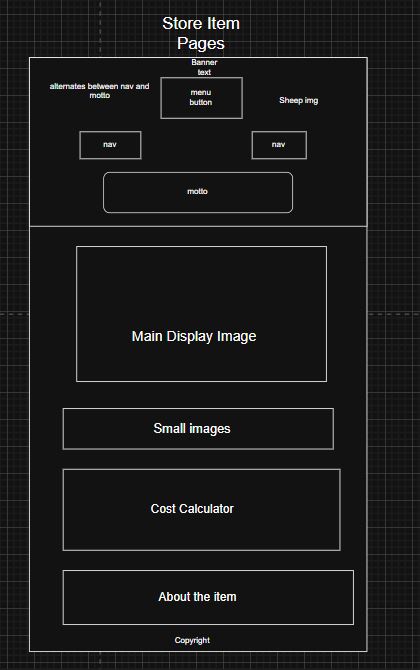 Store Item
Pages
Banner
text
alternates between nav and
motto
menu
button
Sheep img
nav
nav
motto
Main Display Image
Small images
Cost Calculator
About the item
Copyright